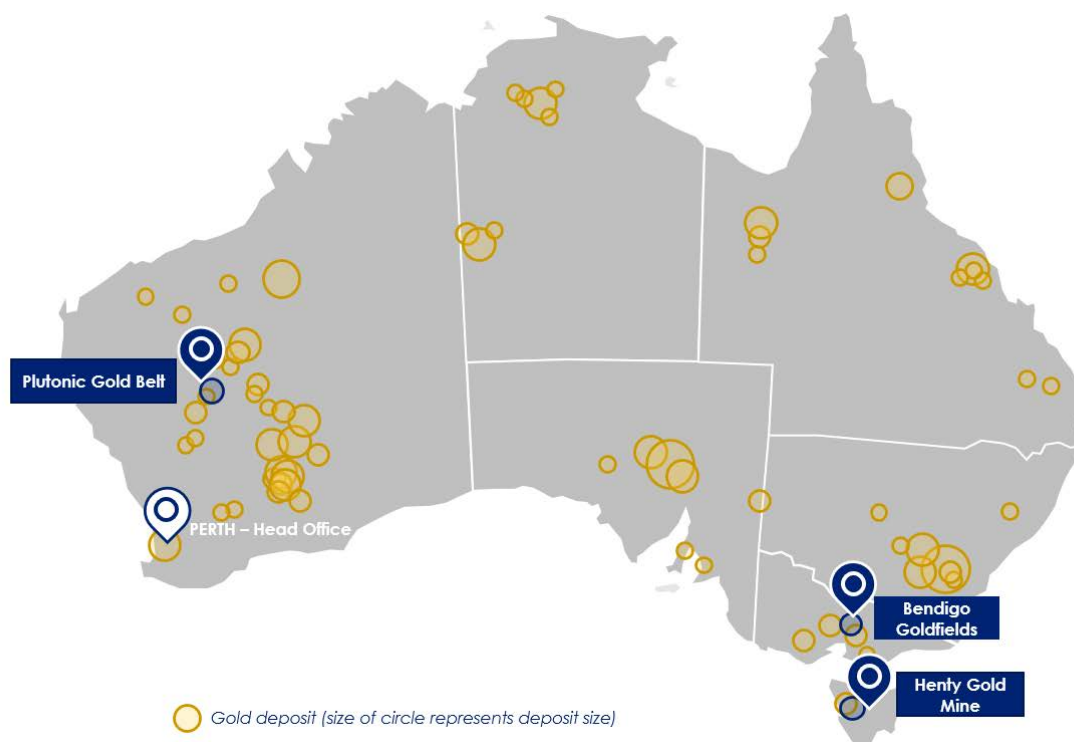 Plutonic Gold Belt
PERTH – Head Office
Bendigo
Goldfields
Henty Gold
Mine
Gold deposit (size of circle represents deposit size)